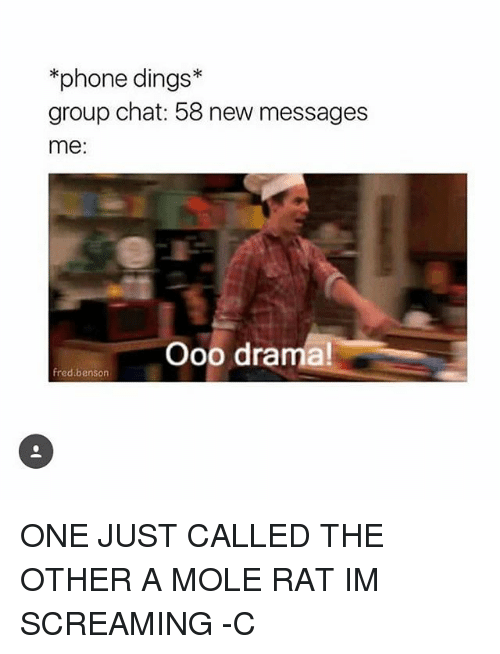 *phone dings*
group chat: 58 new messages
me:
Ooo drama!
fred.benson
ONE JUST CALLED THE
OTHER A MOLE RAT IM
SCREAMING -C